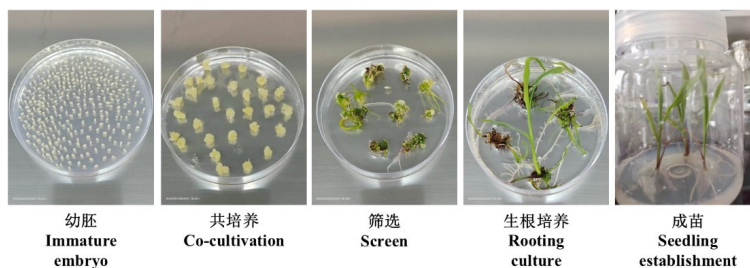 幼胚
Immature
embryo
共培养
Co-cultivation
筛选
Screen
生根培养
Rooting
culture
成苗
Seedling
establishment